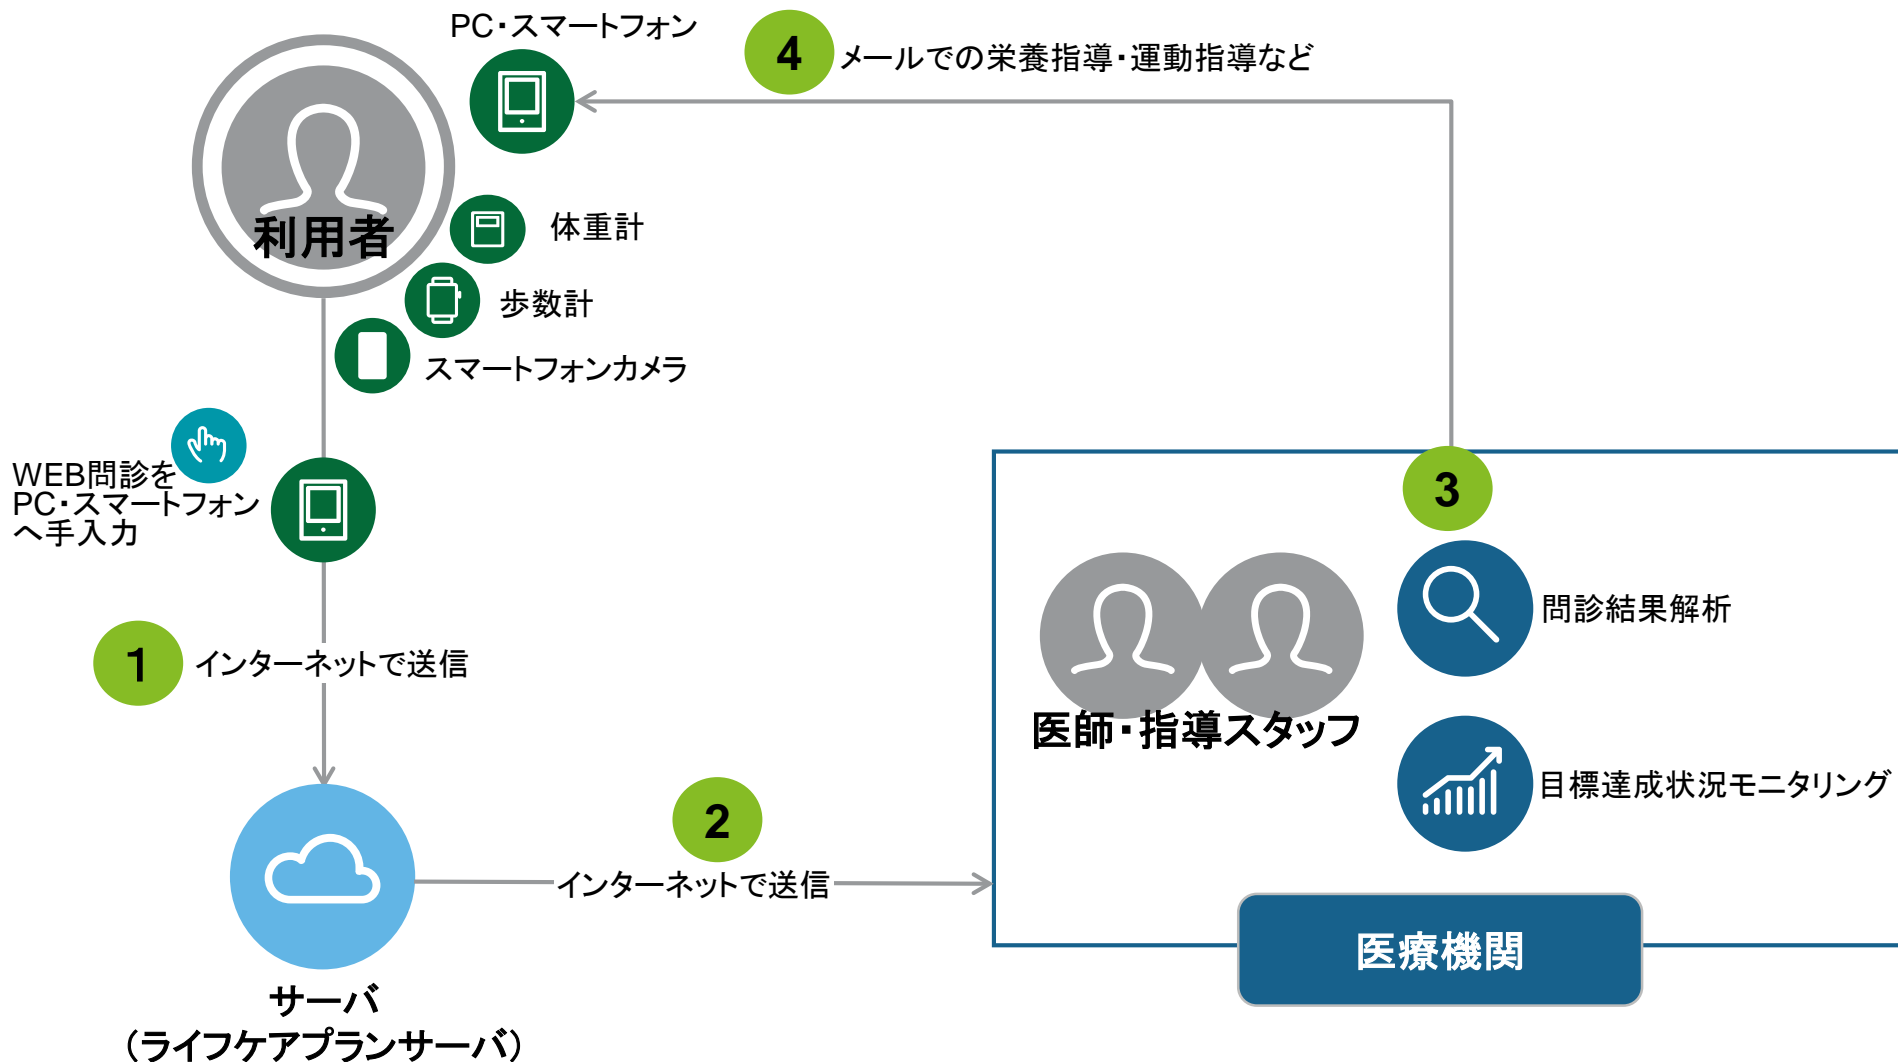 PC・スマートフォン
4
メールでの栄養指導・運動指導など
利用者
体重計
歩数計
スマートフォンカメラ
WEB問診を
PC・スマートフォン
へ手入力
1
インターネットで送信
3
問診結果解析
医師・指導スタッフ
目標達成状況モニタリング
2
インターネットで送信
医療機関
サーバ
（ライフケアプランサーバ）